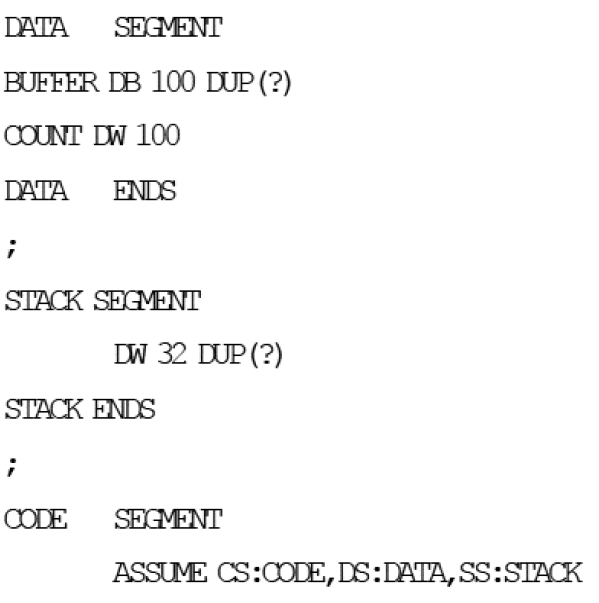 DATA SEGMENT
BUFFER DB 100 DUP(?)
COUNT DW 100
DATA ENDS
;
STACK SEGMENT
DW 32 DUP(?)
STACK ENDS
;
CODE SEGMENT
ASSUME CS:CODE,DS:DATA,SS:STACK